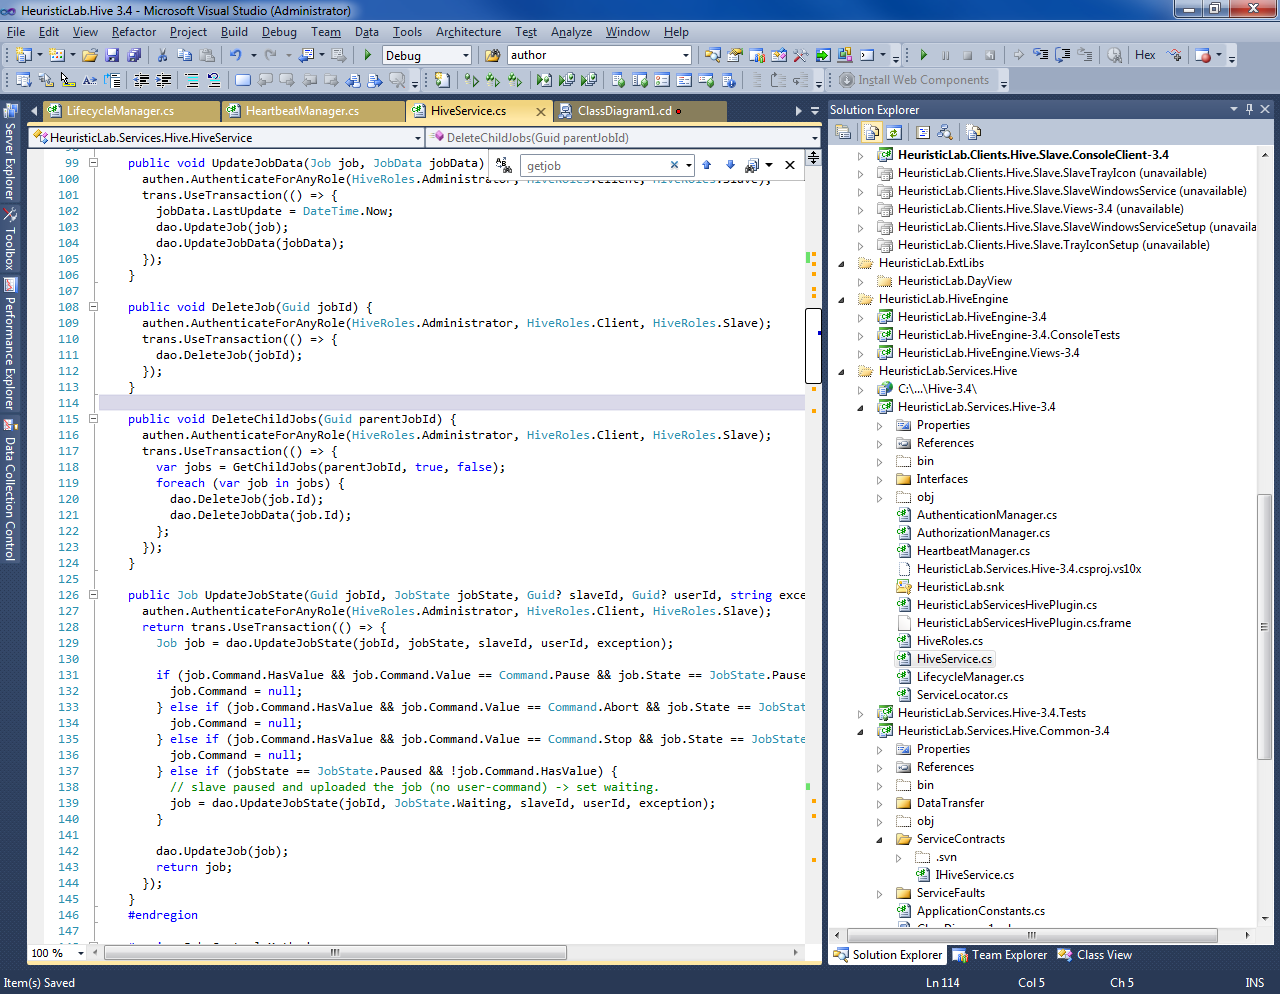 HeuristicLab.Hive 3.4 - Microsoft Visual Studio (Administrator)
File Edit View Refactor Project Build Debug Team Data Tools Architecture Test Analyze Window Help
Debug author Hex
Install Web Components
LifecycleManager.cs HeartbeatManager.cs HiveService.cs ClassDiagram1.cd
HeuristicLab.Services.Hive.HiveService DeleteChildJobs(Guid parentJobId)
getjob
Server Explorer
Toolbox
Performance Explorer
Data Collection Control
99 public void UpdateJobData(Job job, JobData jobData)
100 authen.AuthenticateForAnyRole(HiveRoles.Administrator, HiveRoles.Client, HiveRoles.Slave);
101 trans.UseTransaction(() => {
102 jobData.LastUpdate = DateTime.Now;
103 dao.UpdateJob(job);
104 dao.UpdateJobData(jobData);
105 });
106 }
107
108 public void DeleteJob(Guid jobId) {
109 authen.AuthenticateForAnyRole(HiveRoles.Administrator, HiveRoles.Client, HiveRoles.Slave);
110 trans.UseTransaction(() => {
111 dao.DeleteJob(jobId);
112 });
113 }
114
115 public void DeleteChildJobs(Guid parentJobId) {
116 authen.AuthenticateForAnyRole(HiveRoles.Administrator, HiveRoles.Client, HiveRoles.Slave);
117 trans.UseTransaction(() => {
118 var jobs = GetChildJobs(parentJobId, true, false);
119 foreach (var job in jobs) {
120 dao.DeleteJob(job.Id);
121 dao.DeleteJobData(job.Id);
122 };
123 });
124 }
125
126 public Job UpdateJobState(Guid jobId, JobState jobState, Guid? slaveId, Guid? userId, string exce
127 authen.AuthenticateForAnyRole(HiveRoles.Administrator, HiveRoles.Client, HiveRoles.Slave);
128 return trans.UseTransaction(() => {
129 Job job = dao.UpdateJobState(jobId, jobState, slaveId, userId, exception);
130
131 if (job.Command.HasValue && job.Command.Value == Command.Pause && job.State == JobState.Pause
132 job.Command = null;
133 } else if (job.Command.HasValue && job.Command.Value == Command.Abort && job.State == JobStat
134 job.Command = null;
135 } else if (job.Command.HasValue && job.Command.Value == Command.Stop && job.State == JobState
136 job.Command = null;
137 } else if (jobState == JobState.Paused && !job.Command.HasValue) {
138 // slave paused and uploaded the job (no user-command) -> set waiting.
139 job = dao.UpdateJobState(jobId, JobState.Waiting, slaveId, userId, exception);
140 }
141
142 dao.UpdateJob(job);
143 return job;
144 });
145 }
146 #endregion
147
100 %
Solution Explorer
HeuristicLab.Clients.Hive.Slave.ConsoleClient-3.4
HeuristicLab.Clients.Hive.Slave.SlaveTrayIcon (unavailable)
HeuristicLab.Clients.Hive.Slave.SlaveWindowsService (unavailable)
HeuristicLab.Clients.Hive.Slave.Views-3.4 (unavailable)
HeuristicLab.Clients.Hive.Slave.SlaveWindowsServiceSetup (unavaila
HeuristicLab.Clients.Hive.Slave.TrayIconSetup (unavailable)
HeuristicLab.ExtLibs
HeuristicLab.DayView
HeuristicLab.HiveEngine
HeuristicLab.HiveEngine-3.4
HeuristicLab.HiveEngine-3.4.ConsoleTests
HeuristicLab.HiveEngine.Views-3.4
HeuristicLab.Services.Hive
C:\...\Hive-3.4\
HeuristicLab.Services.Hive-3.4
Properties
References
bin
Interfaces
obj
AuthenticationManager.cs
AuthorizationManager.cs
HeartbeatManager.cs
HeuristicLab.Services.Hive-3.4.csproj.vs10x
HeuristicLab.snk
HeuristicLabServicesHivePlugin.cs
HeuristicLabServicesHivePlugin.cs.frame
HiveRoles.cs
HiveService.cs
LifecycleManager.cs
ServiceLocator.cs
HeuristicLab.Services.Hive-3.4.Tests
HeuristicLab.Services.Hive.Common-3.4
Properties
References
bin
DataTransfer
obj
ServiceContracts
.svn
IHiveService.cs
ServiceFaults
ApplicationConstants.cs
Solution Explorer Team Explorer Class View
Item(s) Saved Ln 114 Col 5 Ch 5 INS